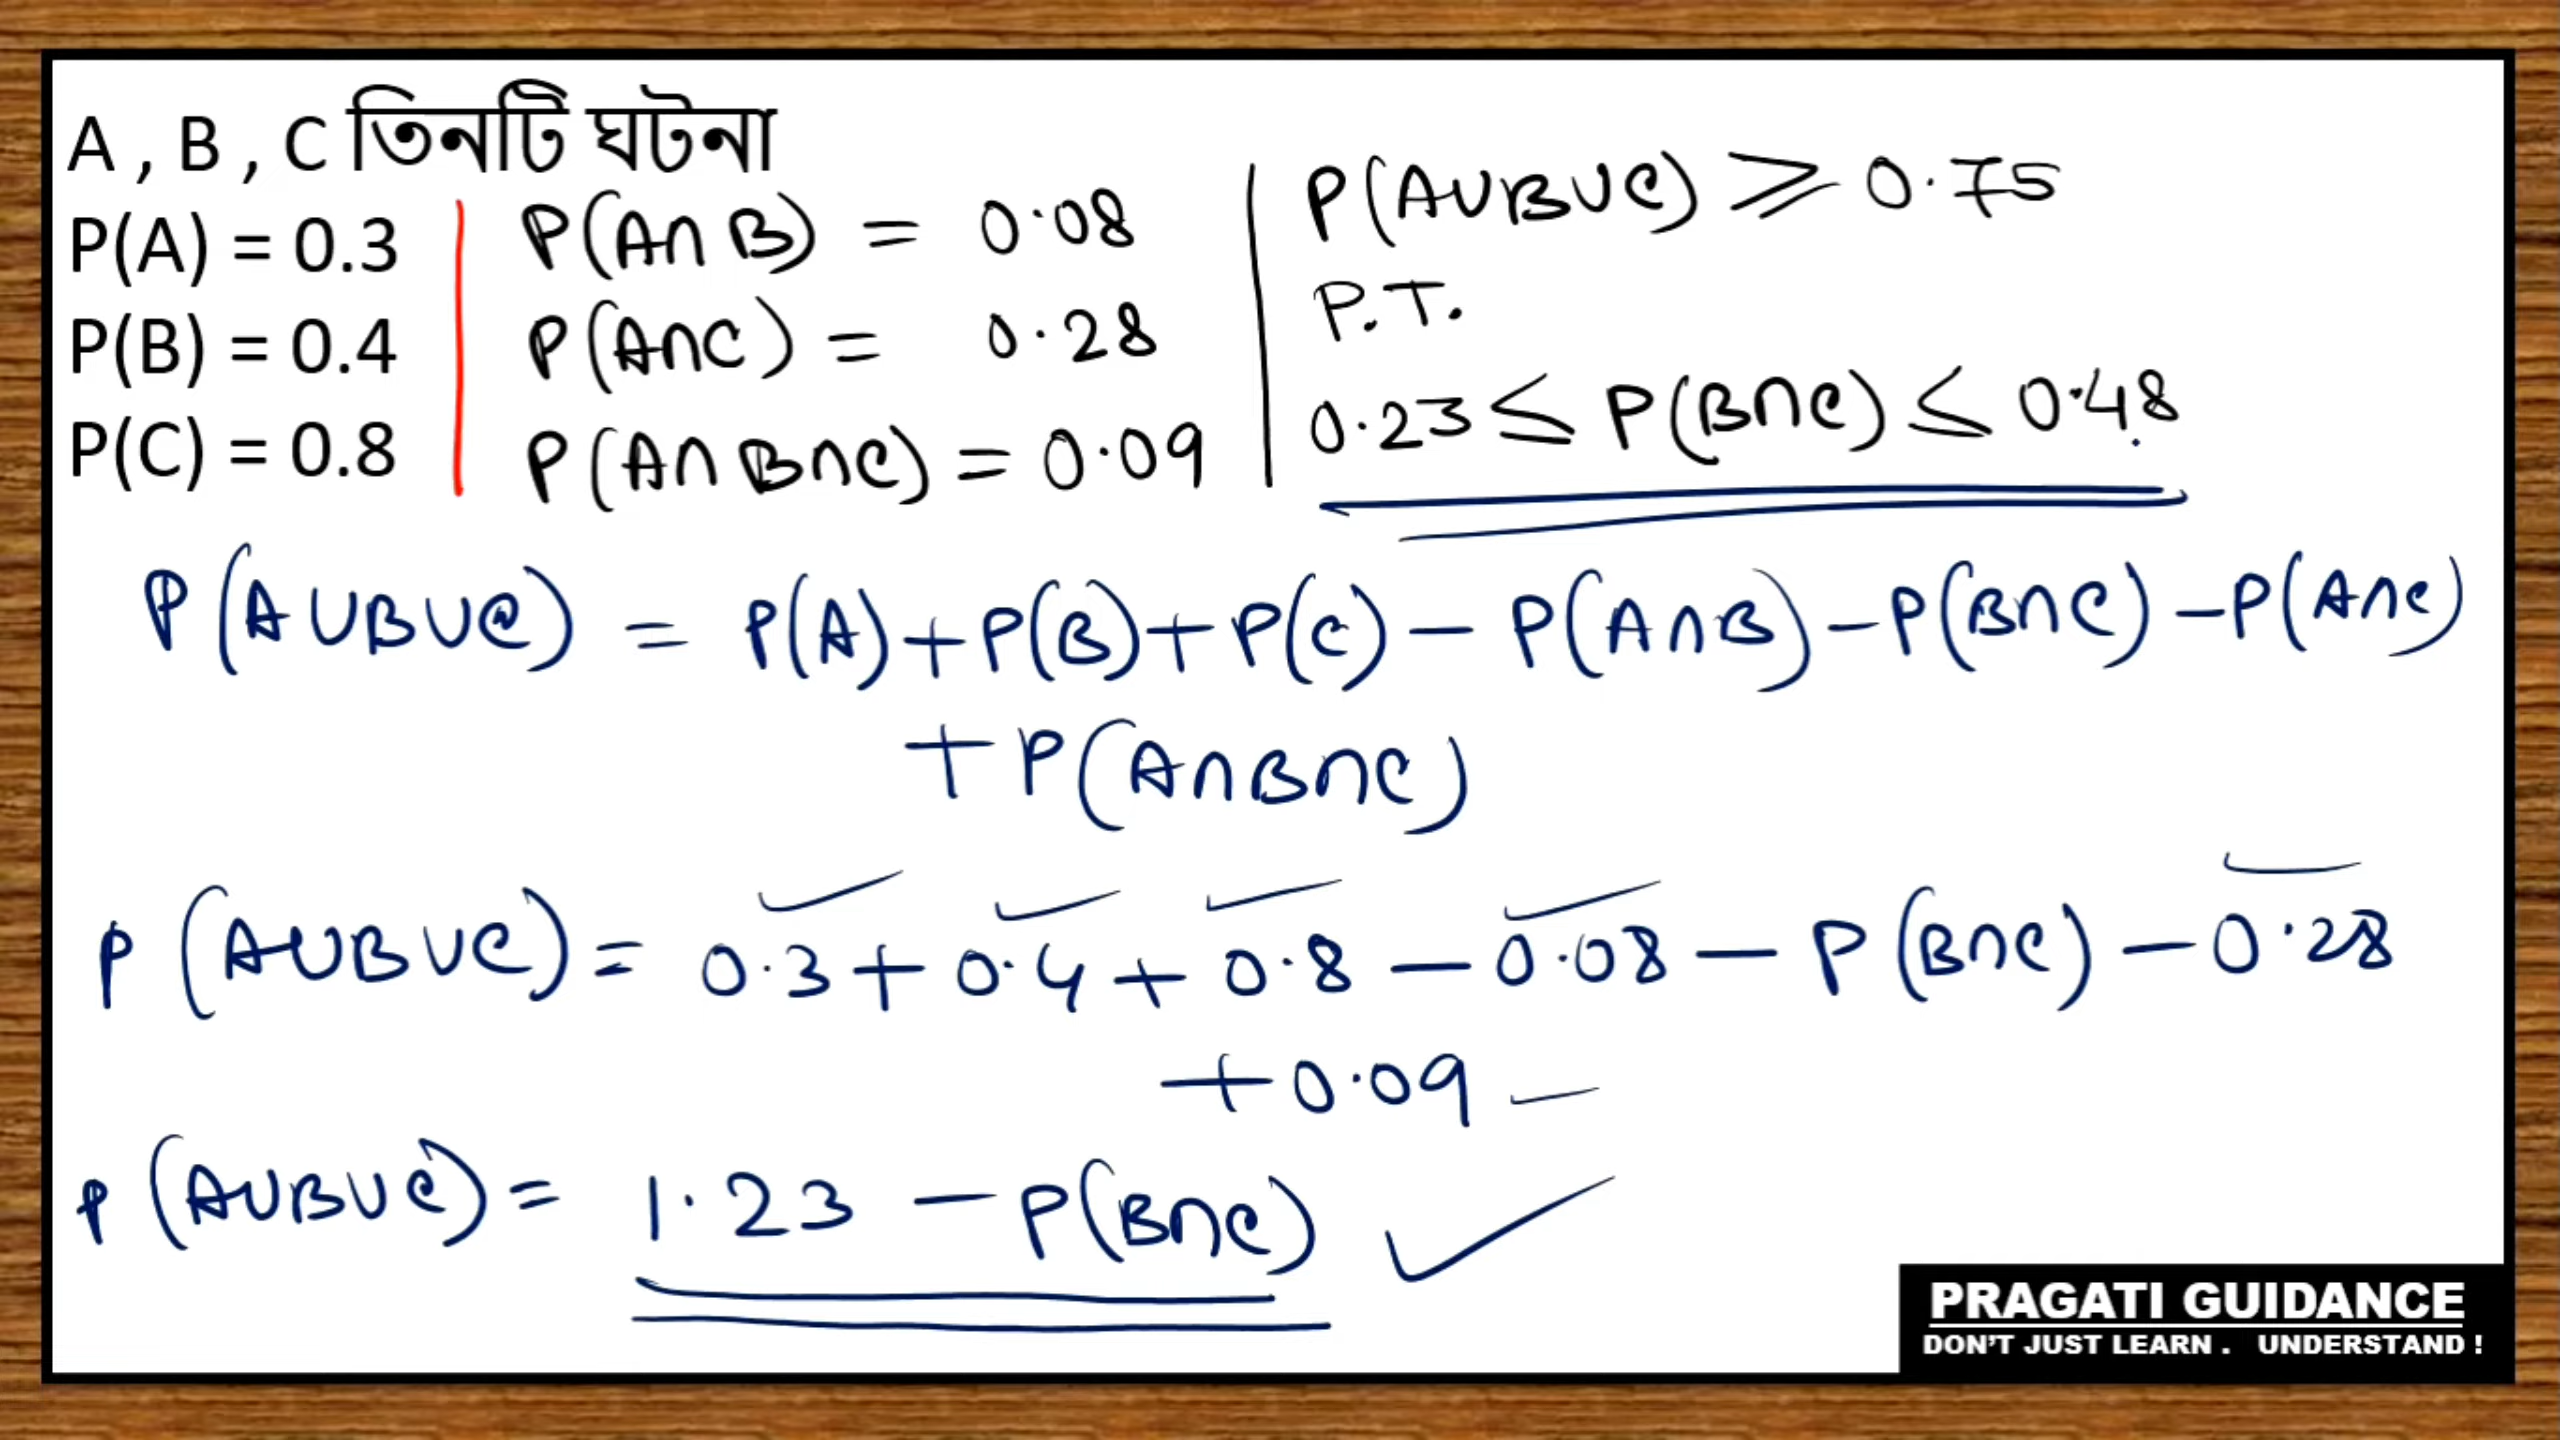 A , B , C তিনটি ঘটনা
P(A) = 0.3
P(B) = 0.4
P(C) = 0.8
P(A∩B) = 0.08
P(A∩C) = 0.28
P(A∩B∩C) = 0.09
P(A∪B∪C) ⩾ 0.75
P.T.
0.23 ≤ P(B∩C) ≤ 0.48
P(A∪B∪C) = P(A)+P(B)+P(C) − P(A∩B) − P(B∩C) − P(A∩C)
+ P(A∩B∩C)
P(A∪B∪C) = 0.3 + 0.4 + 0.8 − 0.08 − P(B∩C) − 0.28
+ 0.09 −
P(A∪B∪C) = 1.23 − P(B∩C) ✓
PRAGATI GUIDANCE
DON'T JUST LEARN . UNDERSTAND !